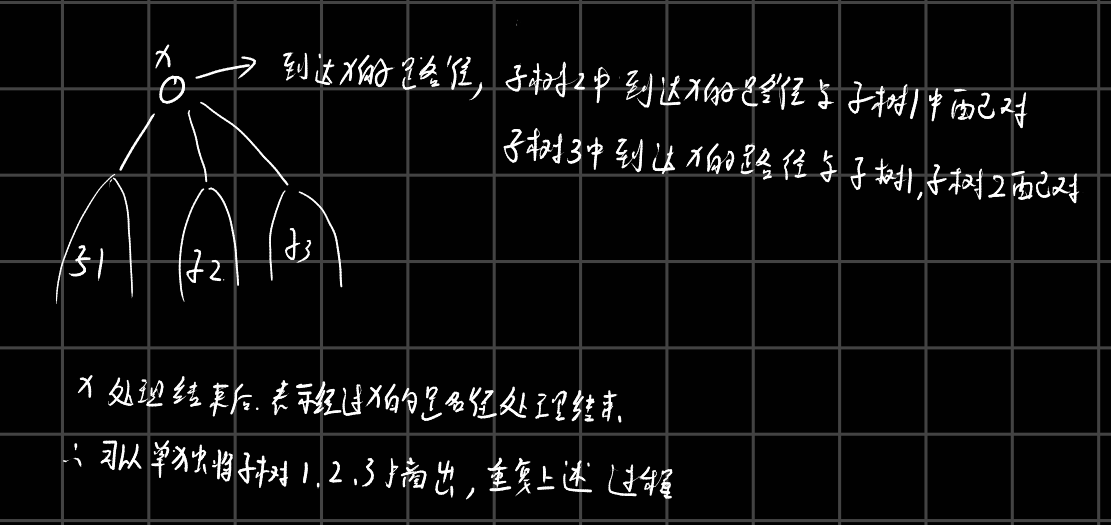 x
到达x的路径, 子树2中到达x的路径与子树1中配对
子树3中到达x的路径与子树1,子树2配对
子1 子2 子3
x处理结束后.表示经过x的路径处理结束.
∴可以单独将子树1.2.3摘出,重复上述过程